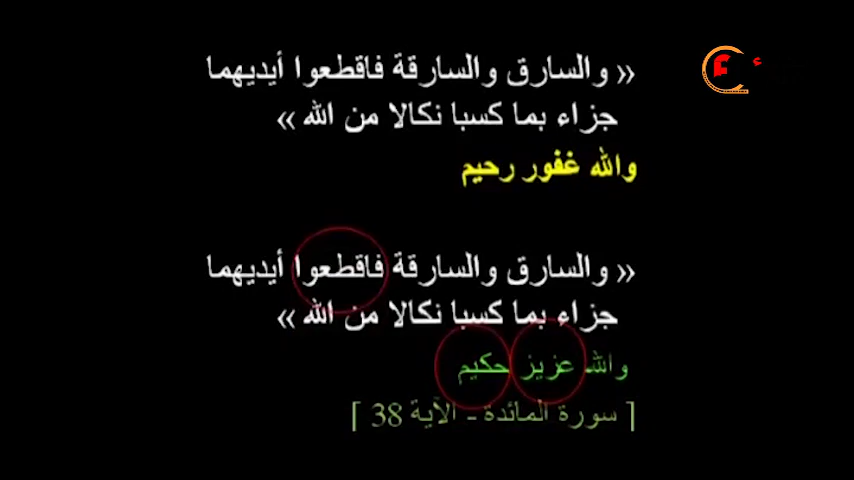 « والسارق والسارقة فاقطعوا أيديهما
جزاء بما كسبا نكالا من الله »
والله غفور رحيم
« والسارق والسارقة فاقطعوا أيديهما
جزاء بما كسبا نكالا من الله »
والله عزيز حكيم
[ سورة المائدة - الآية 38 ]